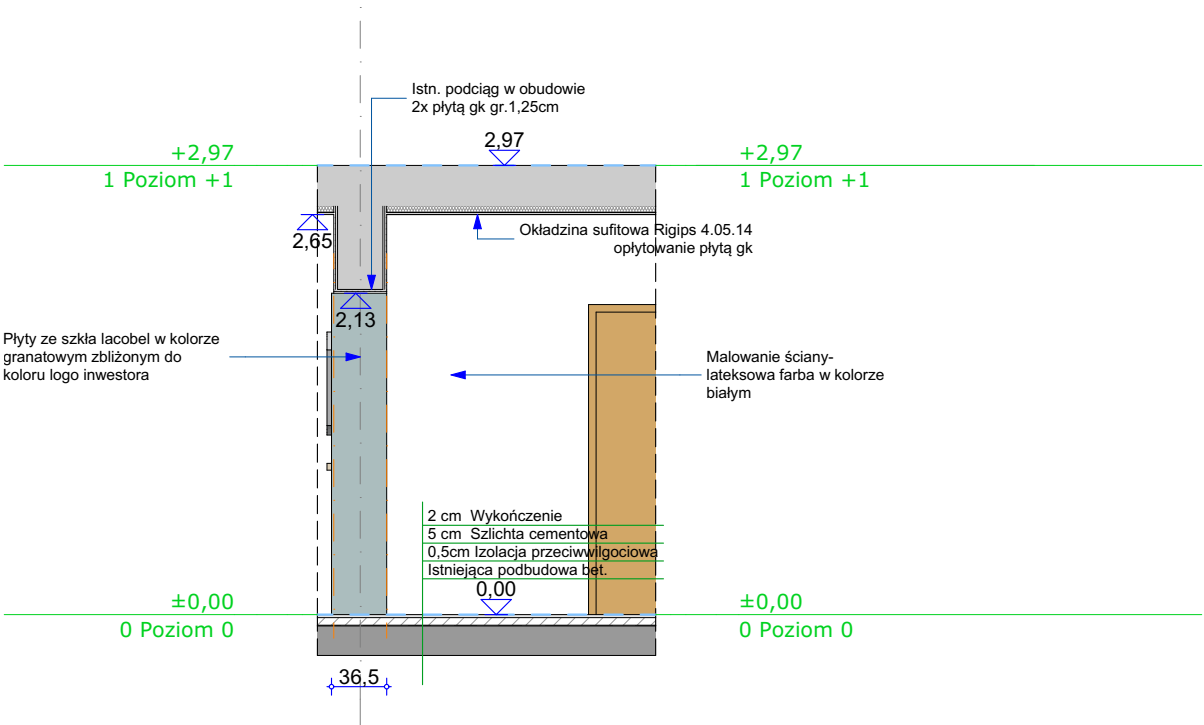 Istn. podciąg w obudowie
2x płytą gk gr.1,25cm
2,97
+2,97
1 Poziom +1
+2,97
1 Poziom +1
2,65
Okładzina sufitowa Rigips 4.05.14
opłytowanie płytą gk
2,13
Płyty ze szkła lacobel w kolorze
granatowym zbliżonym do
koloru logo inwestora
Malowanie ściany-
lateksowa farba w kolorze
białym
2 cm Wykończenie
5 cm Szlichta cementowa
0,5cm Izolacja przeciwwilgociowa
Istniejąca podbudowa bet.
0,00
±0,00
0 Poziom 0
±0,00
0 Poziom 0
36,5